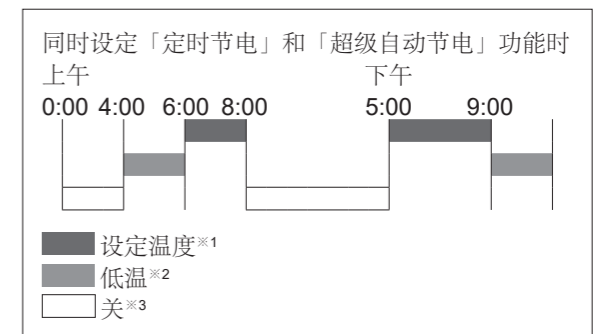 同时设定「定时节电」和「超级自动节电」功能时
上午 下午
0:00 4:00 6:00 8:00 5:00 9:00
设定温度※1
低温※2
关※3